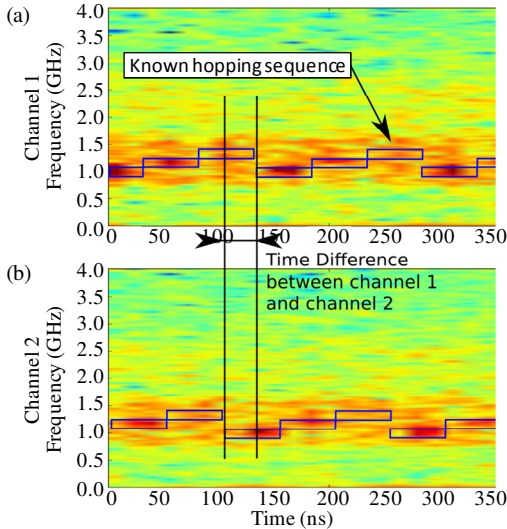 (a)
Channel 1
Frequency (GHz)
4.0
3.5
3.0
2.5
2.0
1.5
1.0
0.5
0.0
Known hopping sequence
0 50 100 150 200 250 300 350
Time Difference
between channel 1
and channel 2
(b)
Channel 2
Frequency (GHz)
4.0
3.5
3.0
2.5
2.0
1.5
1.0
0.5
0.0
0 50 100 150 200 250 300 350
Time (ns)